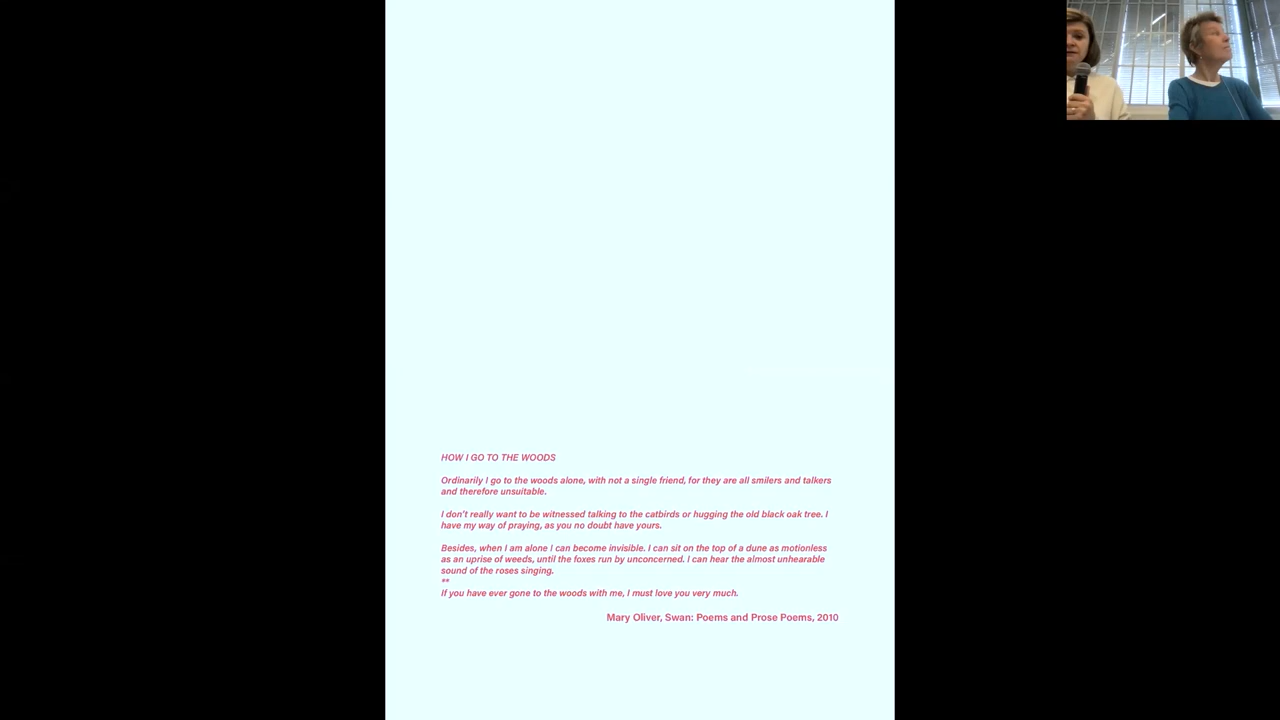 HOW I GO TO THE WOODS
Ordinarily I go to the woods alone, with not a single friend, for they are all smilers and talkers
and therefore unsuitable.
I don't really want to be witnessed talking to the catbirds or hugging the old black oak tree. I
have my way of praying, as you no doubt have yours.
Besides, when I am alone I can become invisible. I can sit on the top of a dune as motionless
as an uprise of weeds, until the foxes run by unconcerned. I can hear the almost unhearable
sound of the roses singing.
**
If you have ever gone to the woods with me, I must love you very much.
Mary Oliver, Swan: Poems and Prose Poems, 2010